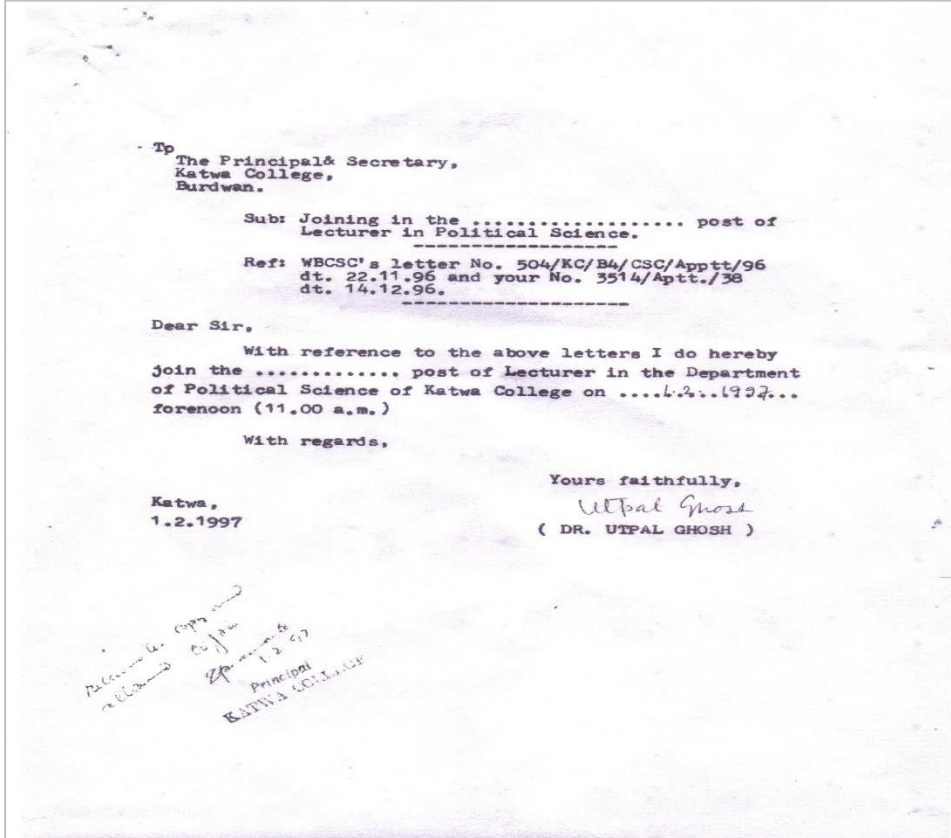 Tp
The Principal& Secretary,
Katwa College,
Burdwan.
Sub: Joining in the ................... post of
Lecturer in Political Science.
-------------------
Ref: WBCSC's letter No. 504/KC/B4/CSC/Apptt/96
dt. 22.11.96 and your No. 3514/Aptt./38
dt. 14.12.96.
---------------------
Dear Sir,
With reference to the above letters I do hereby
join the ............. post of Lecturer in the Department
of Political Science of Katwa College on ....1.2...1997...
forenoon (11.00 a.m.)
With regards,
Yours faithfully,
Katwa,
1.2.1997
Utpal Ghosh
( DR. UTPAL GHOSH )
1.2.97
Principal
KATWA COLLEGE